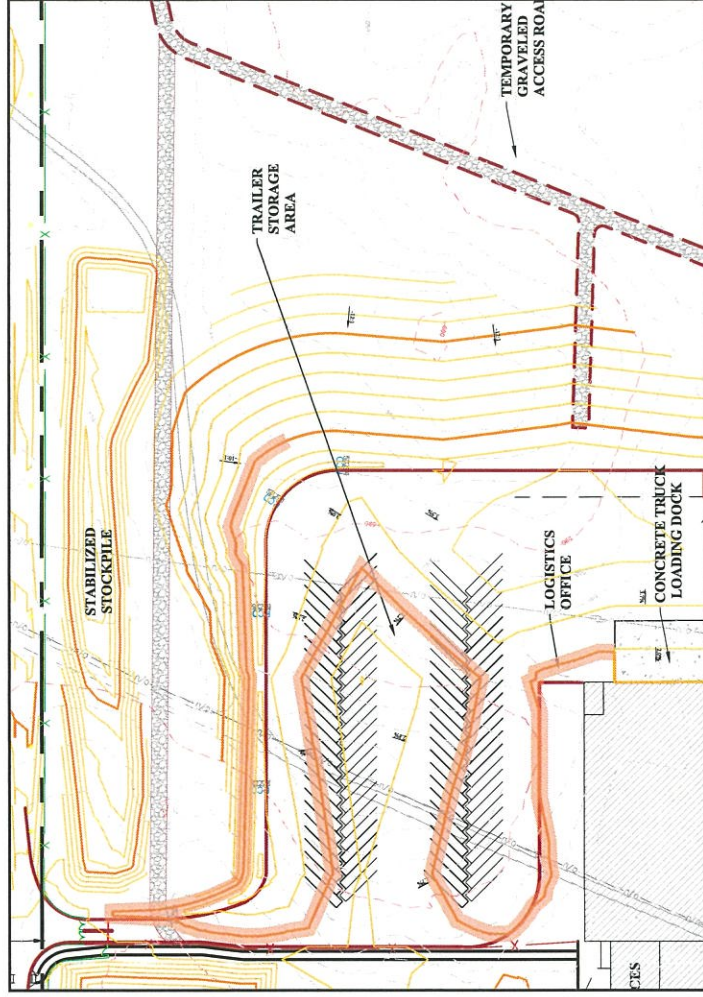 TEMPORARY
GRAVELED
ACCESS ROAD
TRAILER
STORAGE
AREA
STABILIZED
STOCKPILE
LOGISTICS
OFFICE
CONCRETE TRUCK
LOADING DOCK
CES